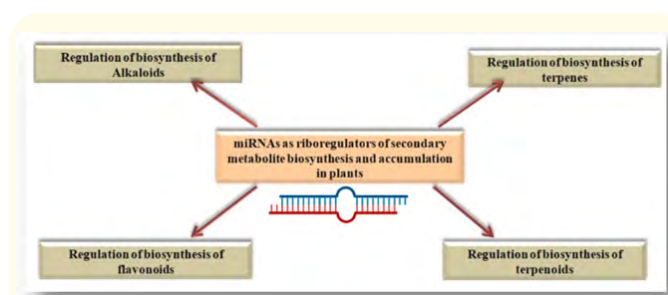 Regulation of biosynthesis of
Alkaloids
Regulation of biosynthesis of
terpenes
miRNAs as riboregulators of secondary
metabolite biosynthesis and accumulation
in plants
Regulation of biosynthesis of
flavonoids
Regulation of biosynthesis of
terpenoids